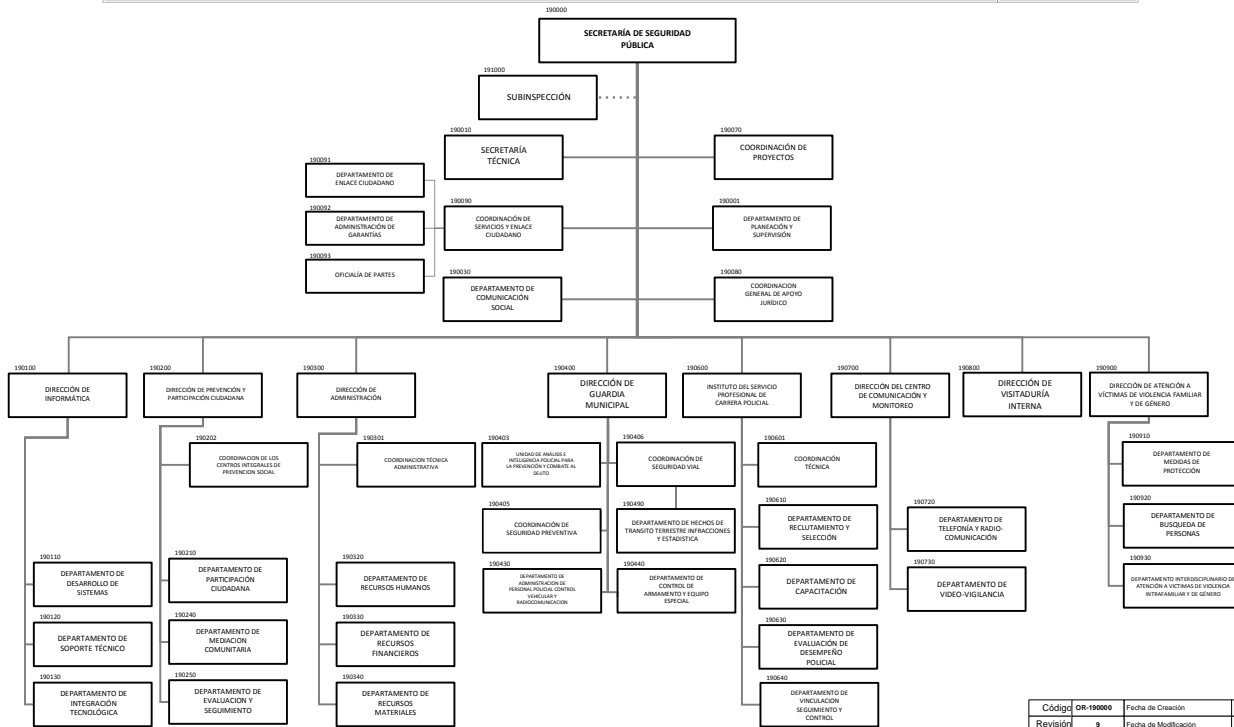 190000
SECRETARÍA DE SEGURIDAD
PÚBLICA
191000
SUBINSPECCIÓN
190010
SECRETARÍA
TÉCNICA
190070
COORDINACIÓN DE
PROYECTOS
190091
DEPARTAMENTO DE
ENLACE CIUDADANO
190092
DEPARTAMENTO DE
ADMINISTRACIÓN DE
GARANTÍAS
190093
OFICIALÍA DE PARTES
190090
COORDINACIÓN DE
SERVICIOS Y ENLACE
CIUDADANO
190001
DEPARTAMENTO DE
PLANEACIÓN Y
SUPERVISIÓN
190030
DEPARTAMENTO DE
COMUNICACIÓN
SOCIAL
190080
COORDINACION
GENERAL DE APOYO
JURÍDICO
190100
DIRECCIÓN DE
INFORMÁTICA
190200
DIRECCIÓN DE PREVENCIÓN Y
PARTICIPACIÓN CIUDADANA
190300
DIRECCIÓN DE
ADMINISTRACIÓN
190400
DIRECCIÓN DE
GUARDIA
MUNICIPAL
190600
INSTITUTO DEL SERVICIO
PROFESIONAL DE
CARRERA POLICIAL
190700
DIRECCIÓN DEL CENTRO
DE COMUNICACIÓN Y
MONITOREO
190800
DIRECCIÓN DE
VISITADURÍA
INTERNA
190900
DIRECCIÓN DE ATENCIÓN A
VÍCTIMAS DE VIOLENCIA FAMILIAR
Y DE GÉNERO
190110
DEPARTAMENTO DE
DESARROLLO DE
SISTEMAS
190120
DEPARTAMENTO DE
SOPORTE TÉCNICO
190130
DEPARTAMENTO DE
INTEGRACIÓN
TECNOLÓGICA
190202
COORDINACION DE LOS
CENTROS INTEGRALES DE
PREVENCION SOCIAL
190210
DEPARTAMENTO DE
PARTICIPACIÓN
CIUDADANA
190240
DEPARTAMENTO DE
MEDIACION
COMUNITARIA
190250
DEPARTAMENTO DE
EVALUACION Y
SEGUIMIENTO
190301
COORDINACION TÉCNICA
ADMINISTRATIVA
190320
DEPARTAMENTO DE
RECURSOS HUMANOS
190330
DEPARTAMENTO DE
RECURSOS
FINANCIEROS
190340
DEPARTAMENTO DE
RECURSOS
MATERIALES
190403
UNIDAD DE ANÁLISIS E
INTELIGENCIA POLICIAL PARA
LA PREVENCIÓN Y COMBATE AL
DELITO
190406
COORDINACIÓN DE
SEGURIDAD VIAL
190405
COORDINACIÓN DE
SEGURIDAD PREVENTIVA
190490
DEPARTAMENTO DE HECHOS DE
TRANSITO TERRESTRE INFRACCIONES
Y ESTADISTICA
190430
DEPARTAMENTO DE
ADMINISTRACION DE
PERSONAL POLICIAL CONTROL
VEHICULAR Y
RADIOCOMUNICACION
190440
DEPARTAMENTO DE
CONTROL DE
ARMAMENTO Y EQUIPO
ESPECIAL
190601
COORDINACIÓN
TÉCNICA
190610
DEPARTAMENTO DE
RECLUTAMIENTO Y
SELECCIÓN
190620
DEPARTAMENTO DE
CAPACITACIÓN
190630
DEPARTAMENTO DE
EVALUACIÓN DE
DESEMPEÑO
POLICIAL
190640
DEPARTAMENTO DE
VINCULACION
SEGUIMIENTO Y
CONTROL
190720
DEPARTAMENTO DE
TELEFONÍA Y RADIO-
COMUNICACIÓN
190730
DEPARTAMENTO DE
VIDEO-VIGILANCIA
190910
DEPARTAMENTO DE
MEDIDAS DE
PROTECCIÓN
190920
DEPARTAMENTO DE
BUSQUEDA DE
PERSONAS
190930
DEPARTAMENTO INTERDISCIPLINARIO DE
ATENCIÓN A VICTIMAS DE VIOLENCIA
INTRAFAMILIAR Y DE GÉNERO
Código OR-190000 Fecha de Creación
Revisión 9 Fecha de Modificación